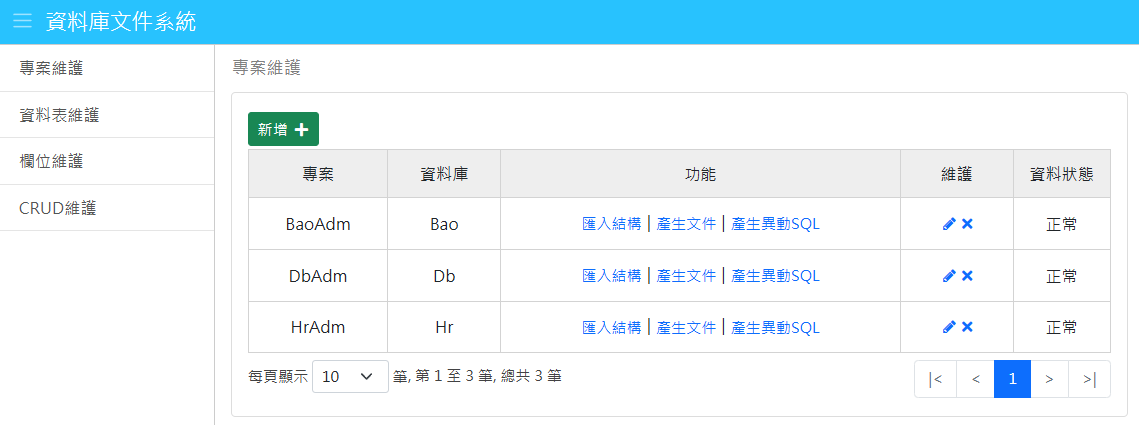 資料庫文件系統
專案維護
資料表維護
欄位維護
CRUD維護
專案維護
新增
專案 資料庫 功能 維護 資料狀態
BaoAdm Bao 匯入結構 | 產生文件 | 產生異動SQL 正常
DbAdm Db 匯入結構 | 產生文件 | 產生異動SQL 正常
HrAdm Hr 匯入結構 | 產生文件 | 產生異動SQL 正常
每頁顯示 10 筆, 第 1 至 3 筆, 總共 3 筆 |< < 1 > >|